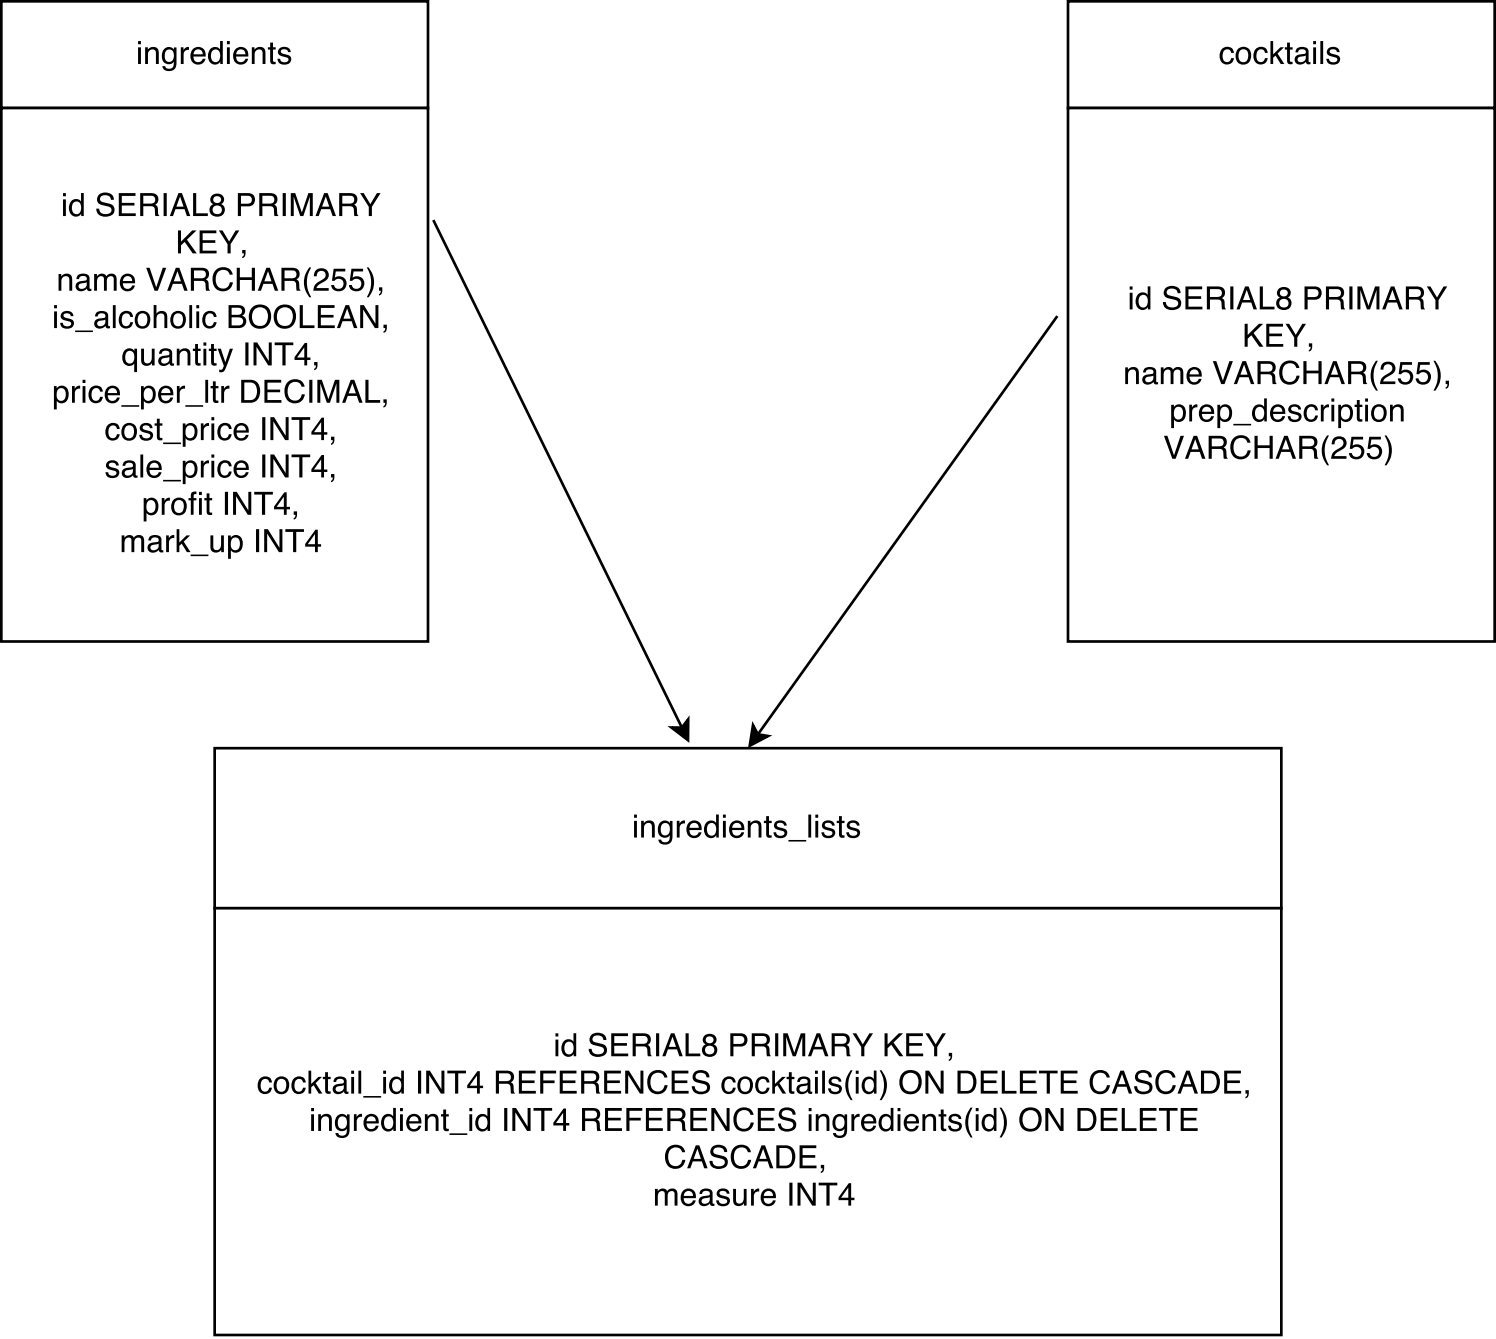 ingredients
id SERIAL8 PRIMARY
KEY,
name VARCHAR(255),
is_alcoholic BOOLEAN,
quantity INT4,
price_per_ltr DECIMAL,
cost_price INT4,
sale_price INT4,
profit INT4,
mark_up INT4
cocktails
id SERIAL8 PRIMARY
KEY,
name VARCHAR(255),
prep_description
VARCHAR(255)
ingredients_lists
id SERIAL8 PRIMARY KEY,
cocktail_id INT4 REFERENCES cocktails(id) ON DELETE CASCADE,
ingredient_id INT4 REFERENCES ingredients(id) ON DELETE
CASCADE,
measure INT4